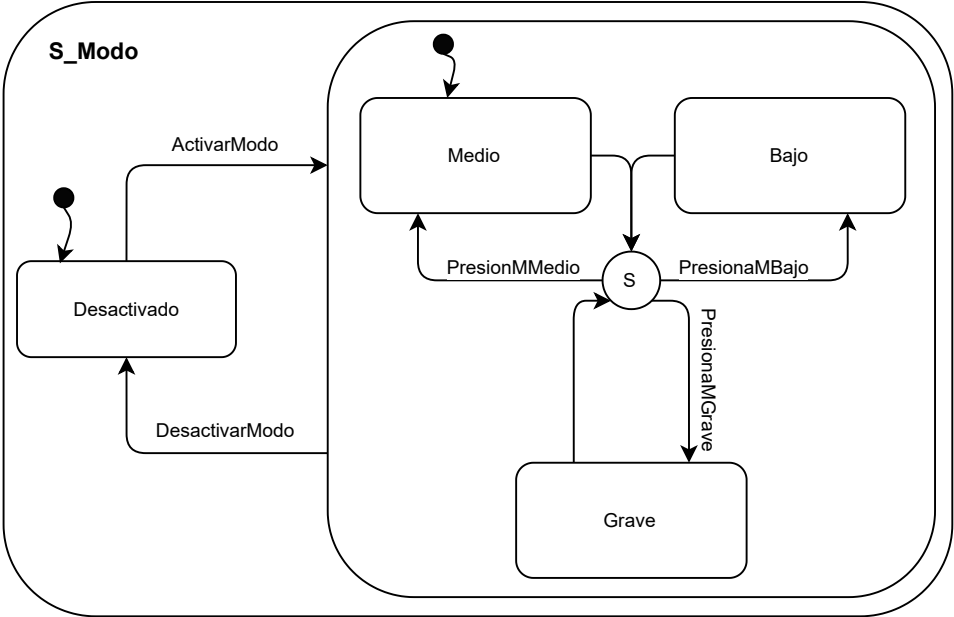 S_Modo
ActivarModo
Medio
Bajo
PresionMMedio
S
PresionaMBajo
Desactivado
PresionaMGrave
DesactivarModo
Grave